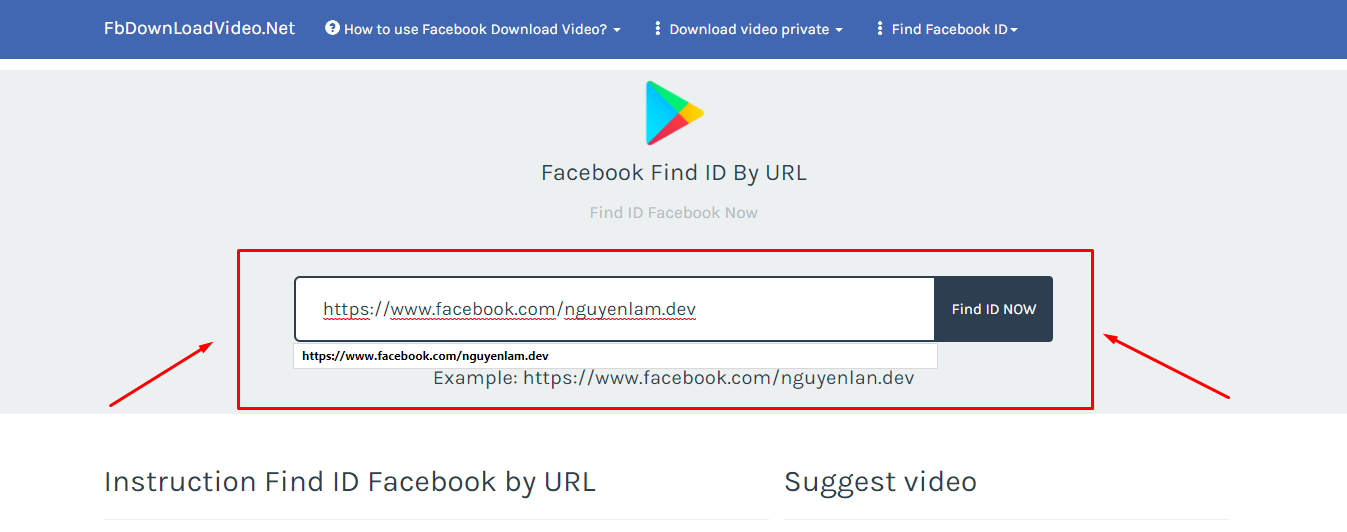 FbDownLoadVideo.Net How to use Facebook Download Video? Download video private Find Facebook ID
Facebook Find ID By URL
Find ID Facebook Now
https://www.facebook.com/nguyenlam.dev Find ID NOW
https://www.facebook.com/nguyenlam.dev
Example: https://www.facebook.com/nguyenlan.dev
Instruction Find ID Facebook by URL Suggest video